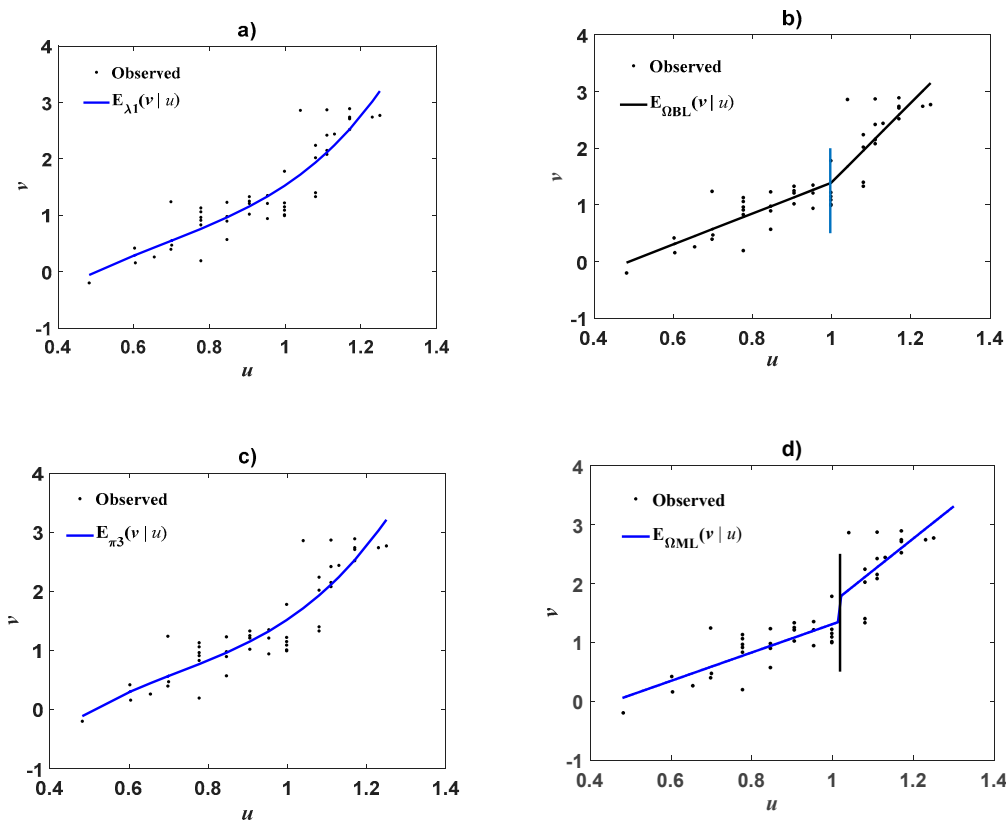 a)
4
3
2
1
0
-1
v
Observed
E_λ1(v | u)
0.4 0.6 0.8 1 1.2 1.4
u
b)
4
3
2
1
0
-1
v
Observed
E_ΩBL(v | u)
0.4 0.6 0.8 1 1.2 1.4
u
c)
4
3
2
1
0
-1
v
Observed
E_π3(v | u)
0.4 0.6 0.8 1 1.2 1.4
u
d)
4
3
2
1
0
-1
v
Observed
E_ΩML(v | u)
0.4 0.6 0.8 1 1.2 1.4
u